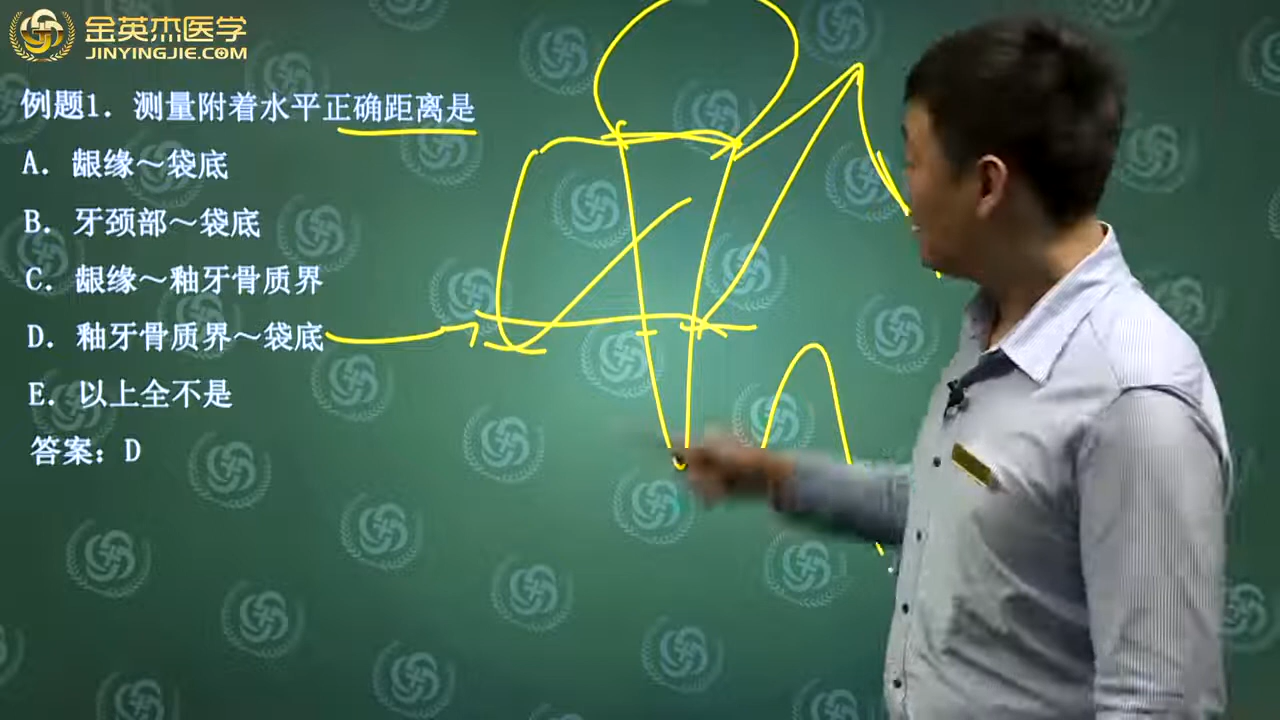 金英杰医学
JINYINGJIE.COM
例题1．测量附着水平正确距离是
A．龈缘～袋底
B．牙颈部～袋底
C．龈缘～釉牙骨质界
D．釉牙骨质界～袋底
E．以上全不是
答案：D